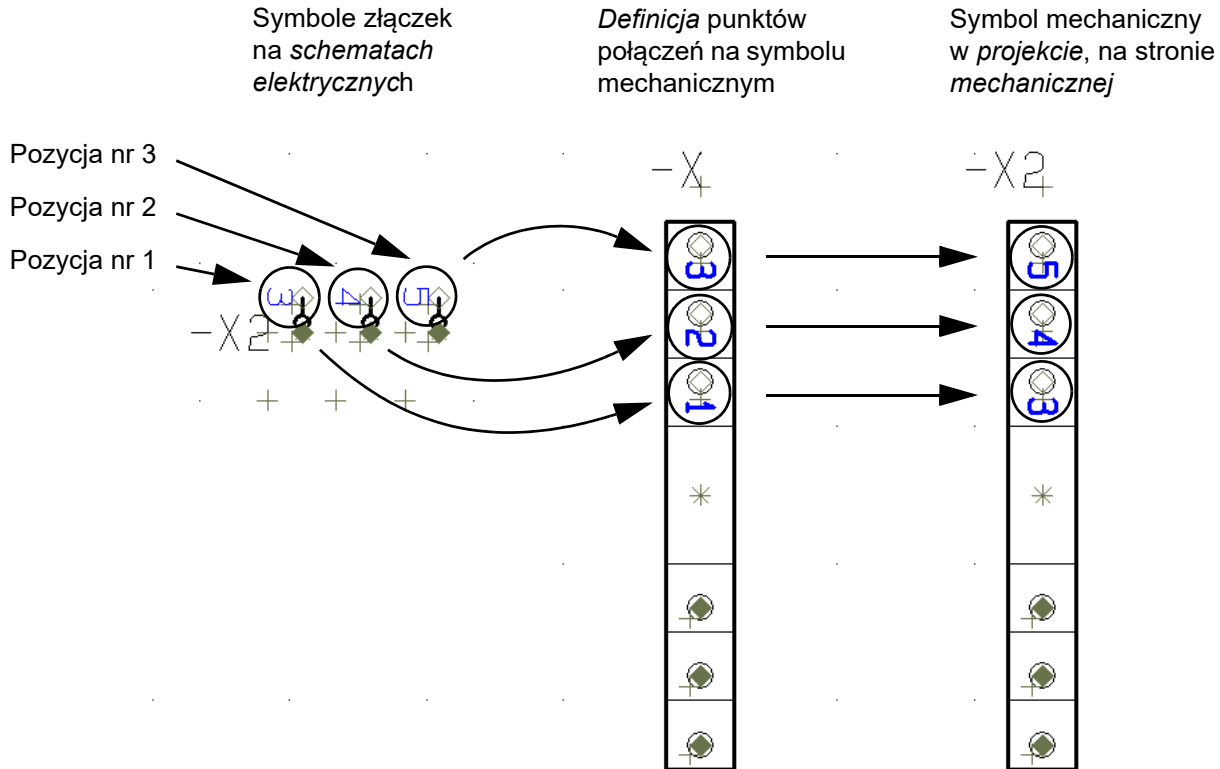 Symbole złączek
na schematach
elektrycznych
Definicja punktów
połączeń na symbolu
mechanicznym
Symbol mechaniczny
w projekcie, na stronie
mechanicznej
Pozycja nr 3
Pozycja nr 2
Pozycja nr 1
-X2
3 4 5
-X
3
2
1
-X2
5
4
3